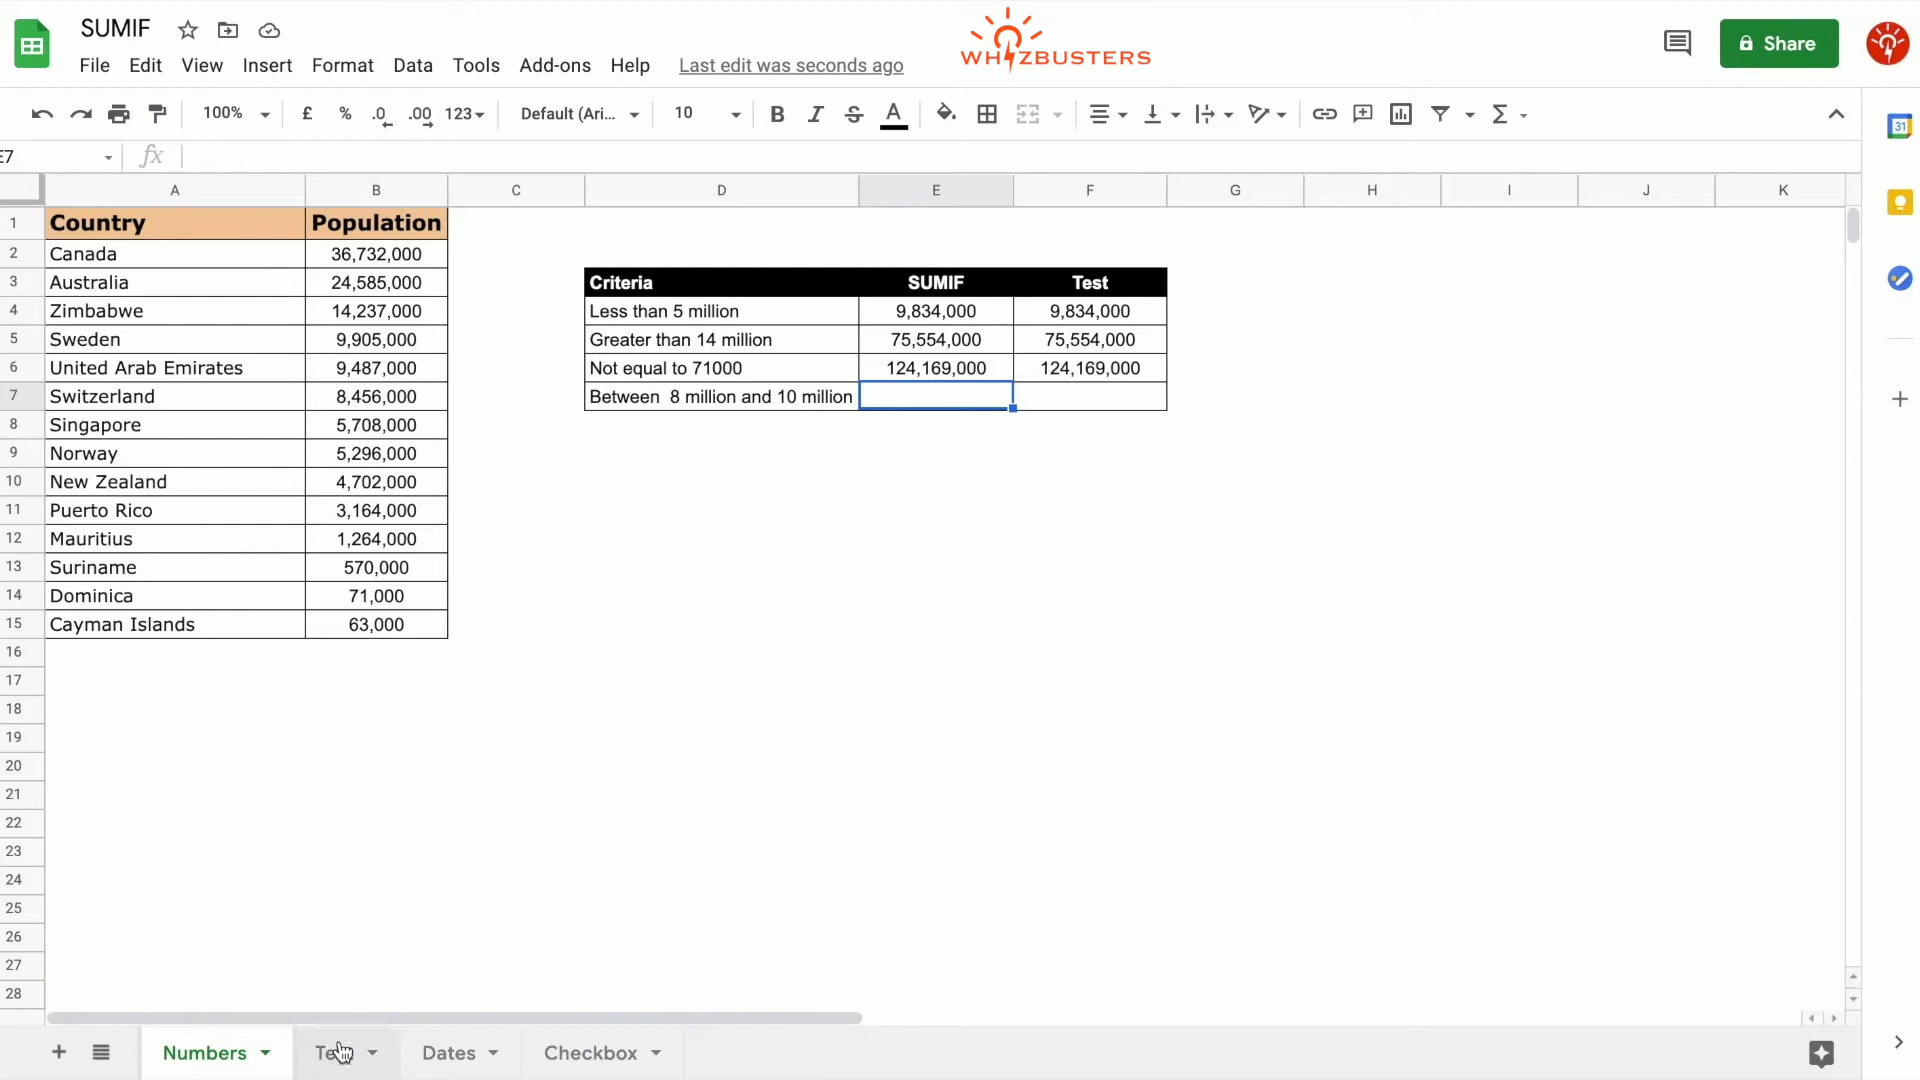 SUMIF
WHIZBUSTERS
File Edit View Insert Format Data Tools Add-ons Help Last edit was seconds ago
Share
100% £ % .0 .00 123 Default (Ari... 10 B I S A Σ
31
E7 fx
A B C D E F G H I J K
1 Country Population
2 Canada 36,732,000
3 Australia 24,585,000 Criteria SUMIF Test
4 Zimbabwe 14,237,000 Less than 5 million 9,834,000 9,834,000
5 Sweden 9,905,000 Greater than 14 million 75,554,000 75,554,000
6 United Arab Emirates 9,487,000 Not equal to 71000 124,169,000 124,169,000
7 Switzerland 8,456,000 Between 8 million and 10 million
8 Singapore 5,708,000
9 Norway 5,296,000
10 New Zealand 4,702,000
11 Puerto Rico 3,164,000
12 Mauritius 1,264,000
13 Suriname 570,000
14 Dominica 71,000
15 Cayman Islands 63,000
16
17
18
19
20
21
22
23
24
25
26
27
28
Numbers Dates Checkbox